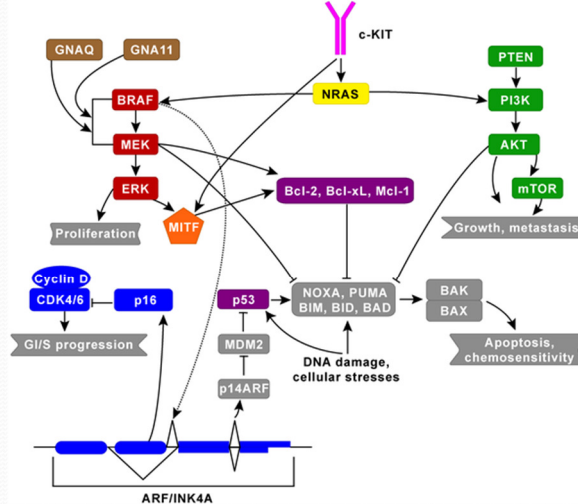 c-KIT
GNAQ
GNA11
PTEN
BRAF
NRAS
PI3K
MEK
AKT
ERK
Bcl-2, Bcl-xL, Mcl-1
mTOR
Proliferation
MITF
Growth, metastasis
Cyclin D
CDK4/6
p16
p53
NOXA, PUMA
BIM, BID, BAD
BAK
BAX
GI/S progression
MDM2
DNA damage,
cellular stresses
Apoptosis,
chemosensitivity
p14ARF
ARF/INK4A